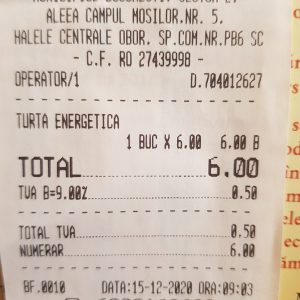 ALEEA CAMPUL MOSILOR.NR. 5,
HALELE CENTRALE OBOR, SP.COM.NR.PB6 SC
- C.F. RO 27439998 -
OPERATOR/1 D.704012627
TURTA ENERGETICA
1 BUC X 6.00 6.00 B
TOTAL 6.00
TVA B=9.00% 0.50
TOTAL TVA 0.50
NUMERAR 6.00
BF.0010 DATA:15-12-2020 ORA:09:03